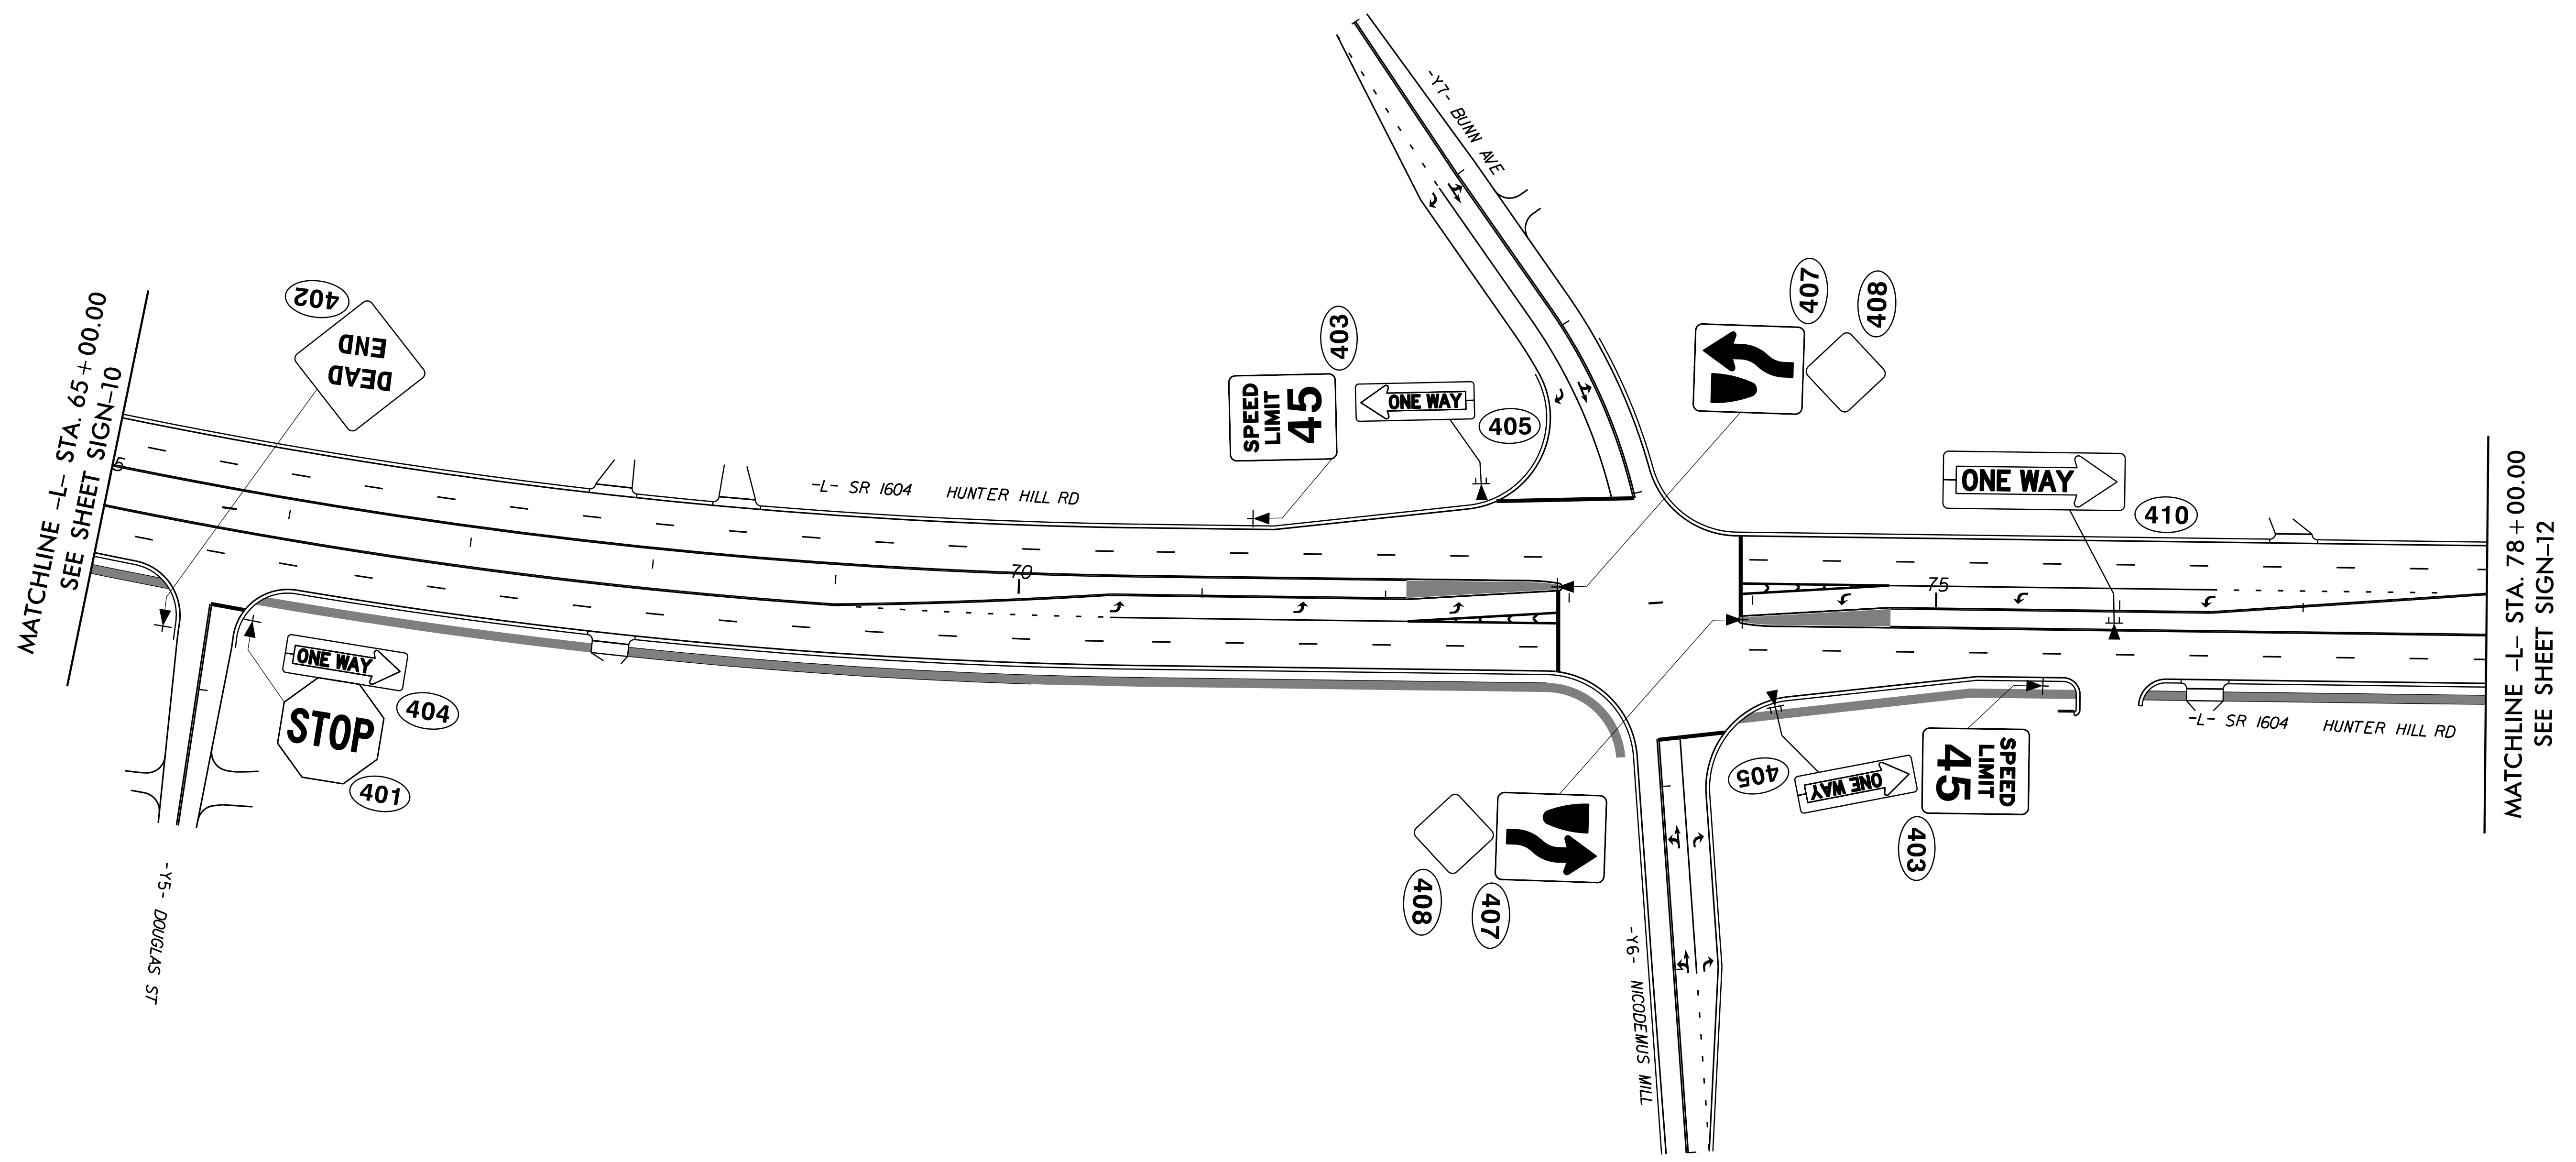 MATCHLINE -L- STA. 65+00.00
SEE SHEET SIGN-10
5
402
DEAD
END
-L- SR 1604 HUNTER HILL RD
403
SPEED
LIMIT
45
ONE WAY
405
-Y7- BUNN AVE
407
408
ONE WAY
410
MATCHLINE -L- STA. 78+00.00
SEE SHEET SIGN-12
70
75
ONE WAY
404
STOP
401
-Y5- DOUGLAS ST
408
407
-Y6- NICODEMUS MILL
405
ONE WAY
SPEED
LIMIT
45
403
-L- SR 1604 HUNTER HILL RD